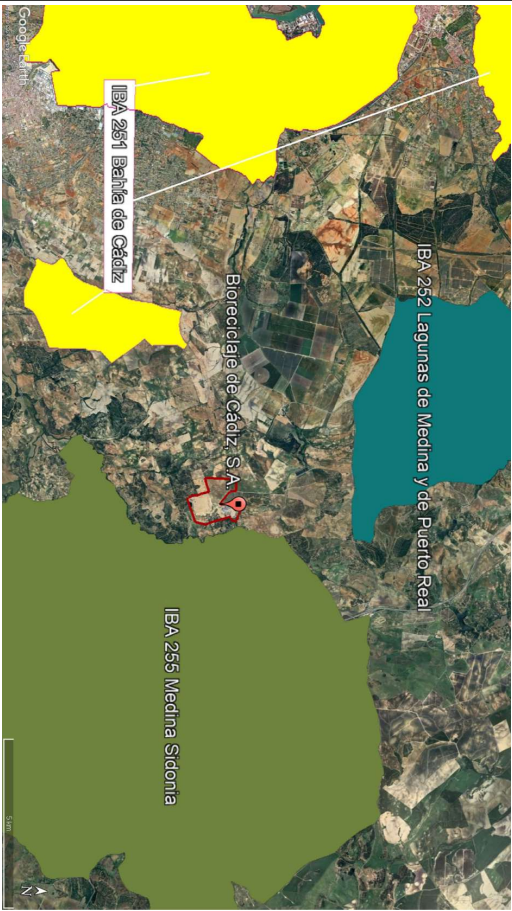 IBA 252 Lagunas de Medina y de Puerto Real
Bioreciclaje de Cádiz S.A.
IBA 251 Bahía de Cádiz
IBA 255 Medina Sidonia
Google Earth
5 km
N